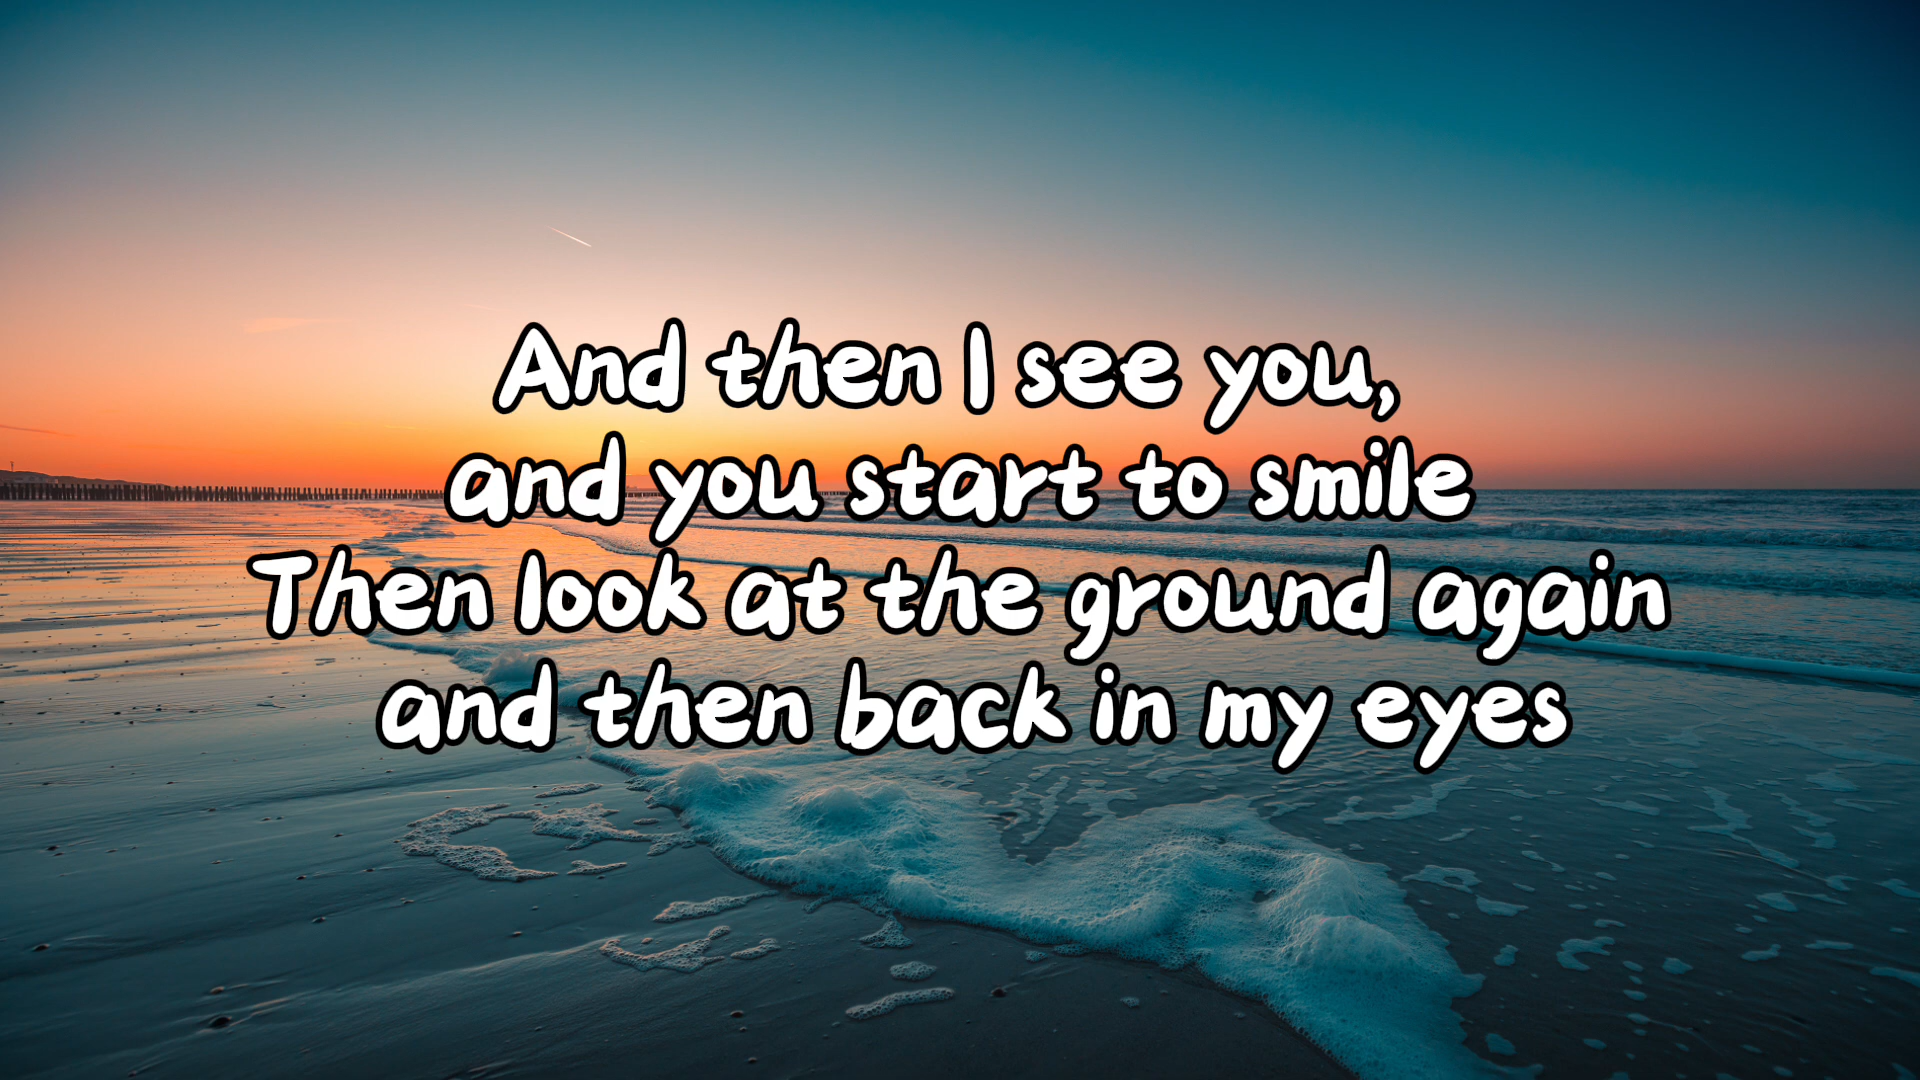 And then I see you,
and you start to smile
Then look at the ground again
and then back in my eyes